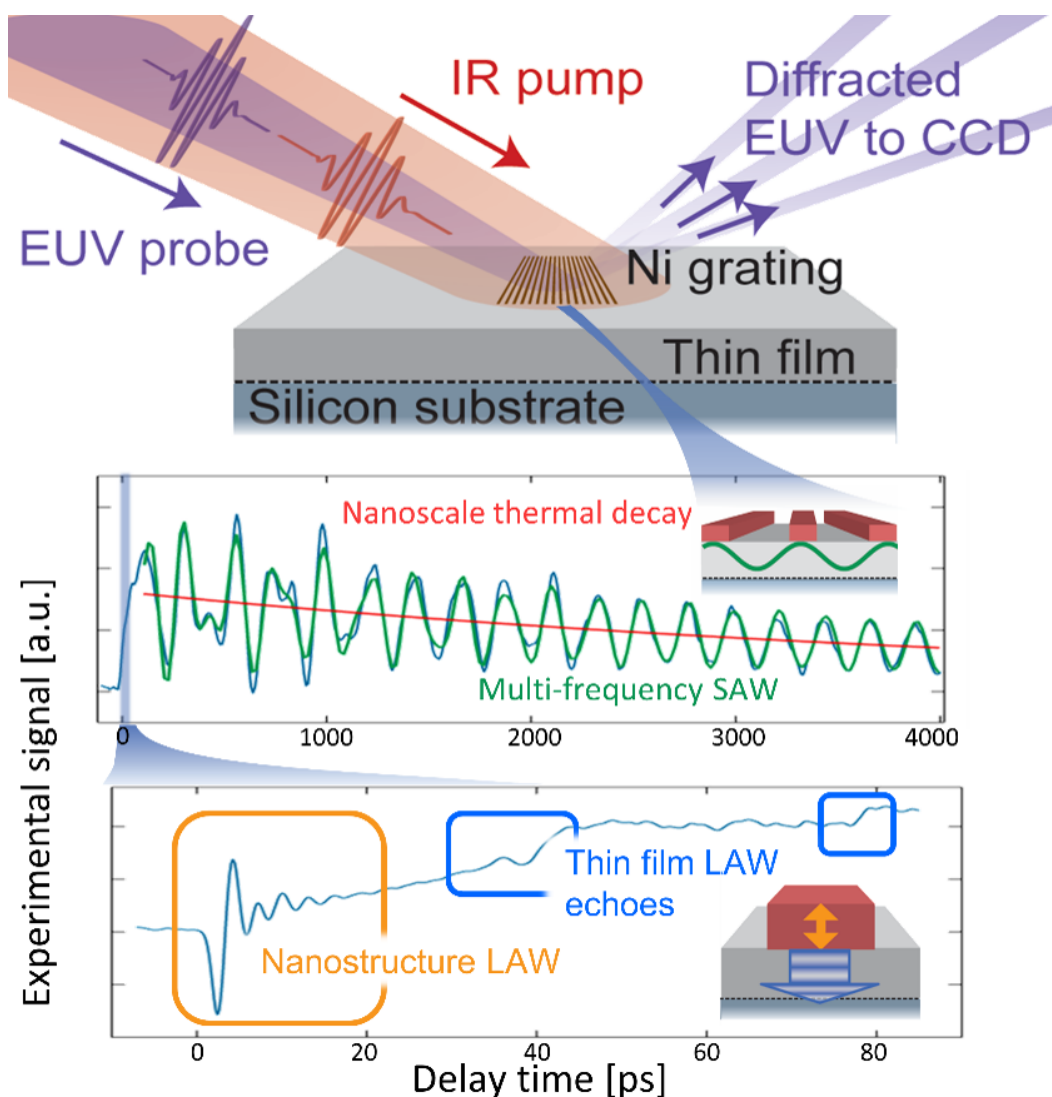 IR pump
Diffracted
EUV to CCD
EUV probe
Ni grating
Thin film
Silicon substrate
Experimental signal [a.u.]
Nanoscale thermal decay
Multi-frequency SAW
0 1000 2000 3000 4000
Thin film LAW
echoes
Nanostructure LAW
0 20 40 60 80
Delay time [ps]